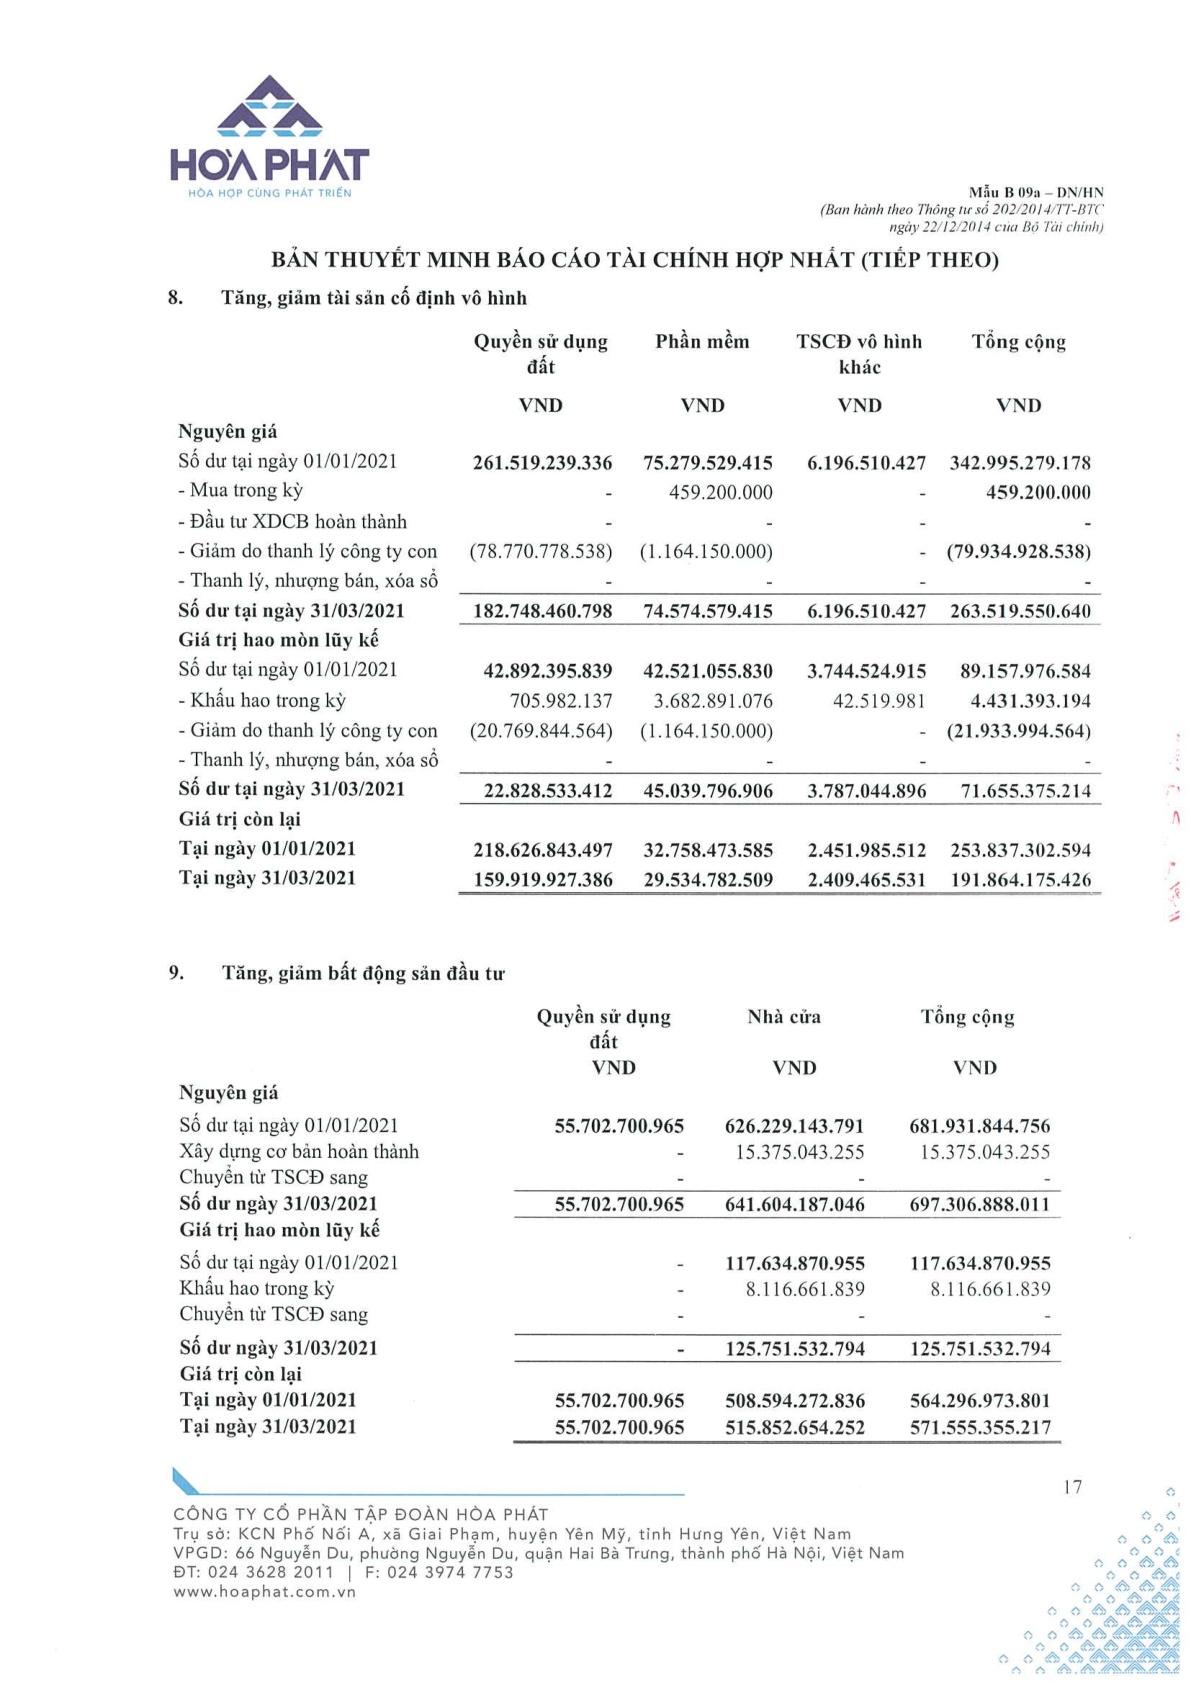 HÒA PHÁT
HÒA HỢP CÙNG PHÁT TRIỂN
Mẫu B 09a – DN/HN
(Ban hành theo Thông tư số 202/2014/TT-BTC
ngày 22/12/2014 của Bộ Tài chính)
BẢN THUYẾT MINH BÁO CÁO TÀI CHÍNH HỢP NHẤT (TIẾP THEO)
8. Tăng, giảm tài sản cố định vô hình
Quyền sử dụng Phần mềm TSCĐ vô hình Tổng cộng
đất khác
VND VND VND VND
Nguyên giá
Số dư tại ngày 01/01/2021 261.519.239.336 75.279.529.415 6.196.510.427 342.995.279.178
- Mua trong kỳ - 459.200.000 - 459.200.000
- Đầu tư XDCB hoàn thành - - - -
- Giảm do thanh lý công ty con (78.770.778.538) (1.164.150.000) - (79.934.928.538)
- Thanh lý, nhượng bán, xóa sổ - - - -
Số dư tại ngày 31/03/2021 182.748.460.798 74.574.579.415 6.196.510.427 263.519.550.640
Giá trị hao mòn lũy kế
Số dư tại ngày 01/01/2021 42.892.395.839 42.521.055.830 3.744.524.915 89.157.976.584
- Khấu hao trong kỳ 705.982.137 3.682.891.076 42.519.981 4.431.393.194
- Giảm do thanh lý công ty con (20.769.844.564) (1.164.150.000) - (21.933.994.564)
- Thanh lý, nhượng bán, xóa sổ - - - -
Số dư tại ngày 31/03/2021 22.828.533.412 45.039.796.906 3.787.044.896 71.655.375.214
Giá trị còn lại
Tại ngày 01/01/2021 218.626.843.497 32.758.473.585 2.451.985.512 253.837.302.594
Tại ngày 31/03/2021 159.919.927.386 29.534.782.509 2.409.465.531 191.864.175.426
9. Tăng, giảm bất động sản đầu tư
Quyền sử dụng Nhà cửa Tổng cộng
đất
VND VND VND
Nguyên giá
Số dư tại ngày 01/01/2021 55.702.700.965 626.229.143.791 681.931.844.756
Xây dựng cơ bản hoàn thành - 15.375.043.255 15.375.043.255
Chuyển từ TSCĐ sang - - -
Số dư ngày 31/03/2021 55.702.700.965 641.604.187.046 697.306.888.011
Giá trị hao mòn lũy kế
Số dư tại ngày 01/01/2021 - 117.634.870.955 117.634.870.955
Khấu hao trong kỳ - 8.116.661.839 8.116.661.839
Chuyển từ TSCĐ sang - - -
Số dư ngày 31/03/2021 - 125.751.532.794 125.751.532.794
Giá trị còn lại
Tại ngày 01/01/2021 55.702.700.965 508.594.272.836 564.296.973.801
Tại ngày 31/03/2021 55.702.700.965 515.852.654.252 571.555.355.217
17
CÔNG TY CỔ PHẦN TẬP ĐOÀN HÒA PHÁT
Trụ sở: KCN Phố Nối A, xã Giai Phạm, huyện Yên Mỹ, tỉnh Hưng Yên, Việt Nam
VPGD: 66 Nguyễn Du, phường Nguyễn Du, quận Hai Bà Trưng, thành phố Hà Nội, Việt Nam
ĐT: 024 3628 2011 | F: 024 3974 7753
www.hoaphat.com.vn